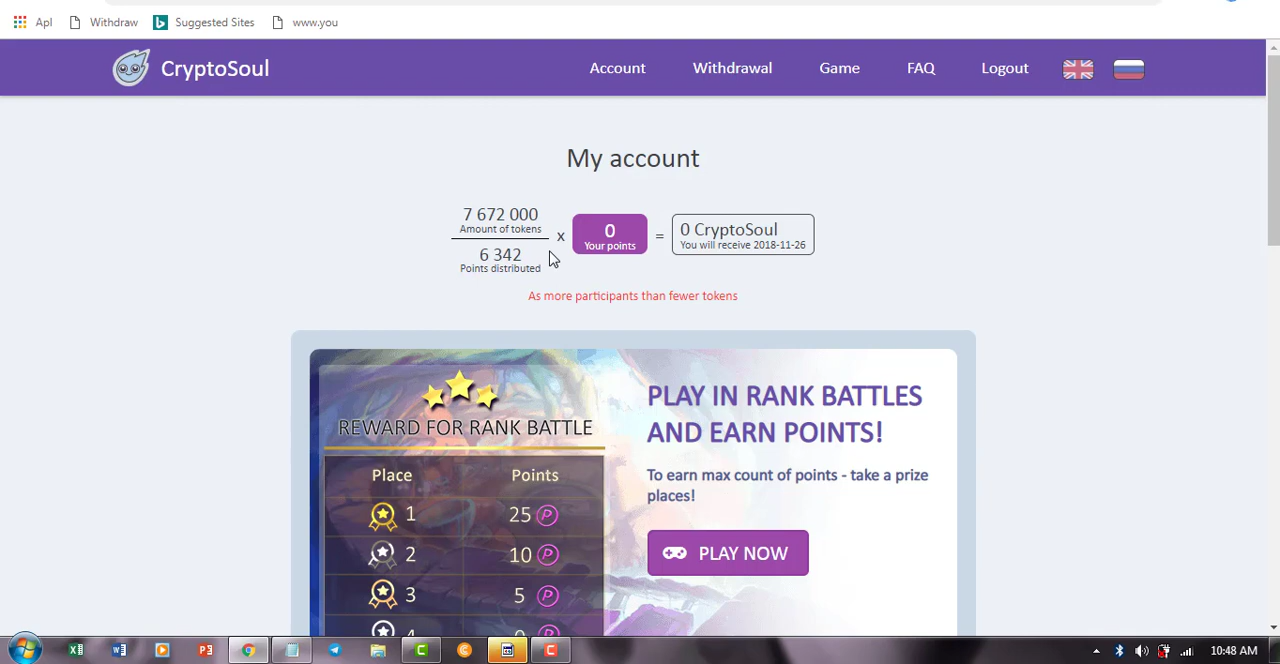 Apl Withdraw Suggested Sites www.you
CryptoSoul Account Withdrawal Game FAQ Logout
My account
7 672 000
Amount of tokens
6 342
Points distributed
x
0
Your points
=
0 CryptoSoul
You will receive 2018-11-26
As more participants than fewer tokens
REWARD FOR RANK BATTLE
Place Points
1 25 P
2 10 P
3 5 P
PLAY IN RANK BATTLES
AND EARN POINTS!
To earn max count of points - take a prize
places!
PLAY NOW
10:48 AM